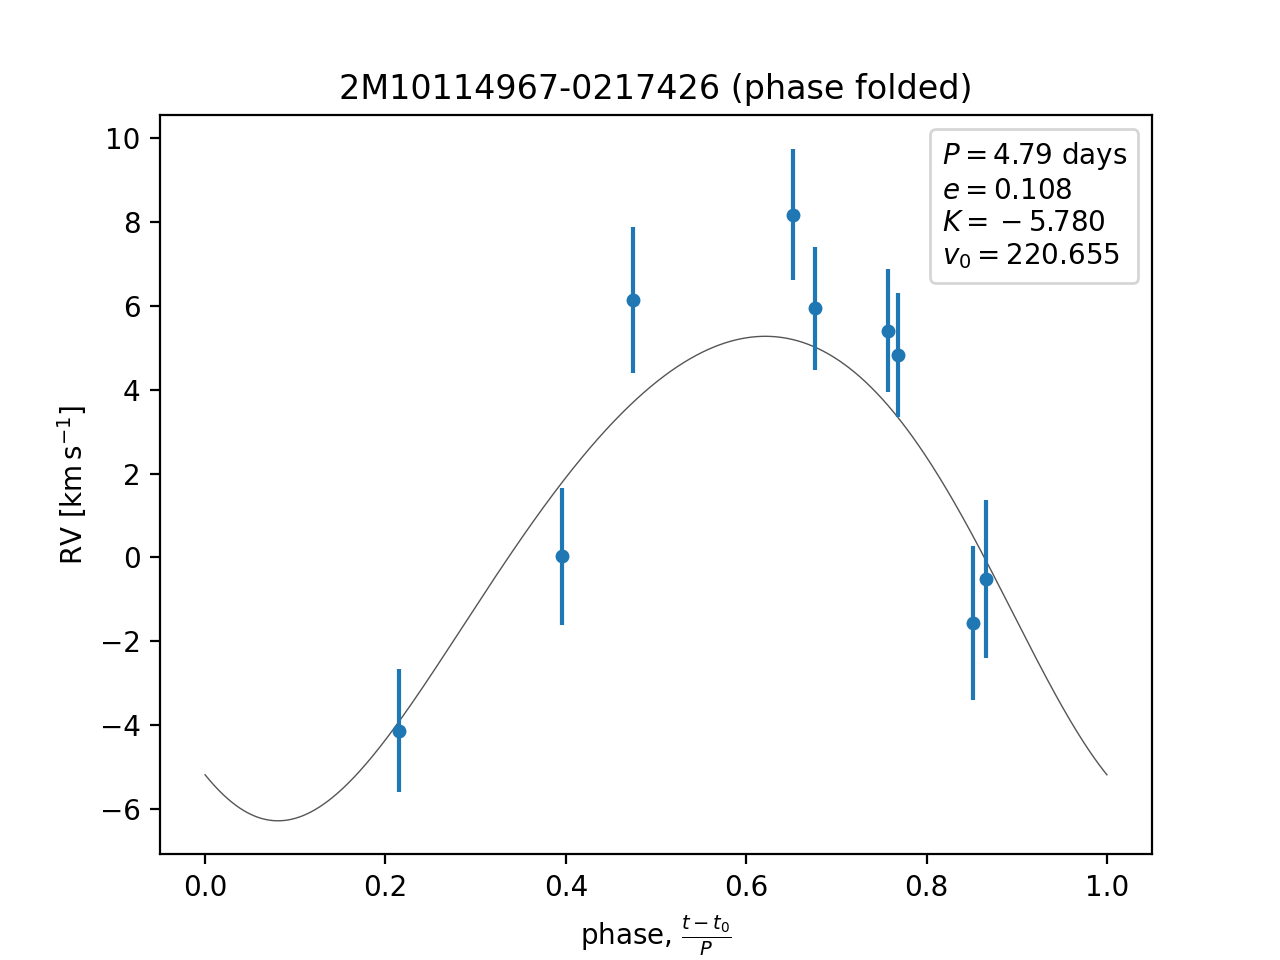 2M10114967-0217426 (phase folded)
P = 4.79 days
e = 0.108
K = −5.780
v₀ = 220.655
10
8
6
4
2
0
−2
−4
−6
RV [km s⁻¹]
0.0 0.2 0.4 0.6 0.8 1.0
phase, (t − t₀)/P